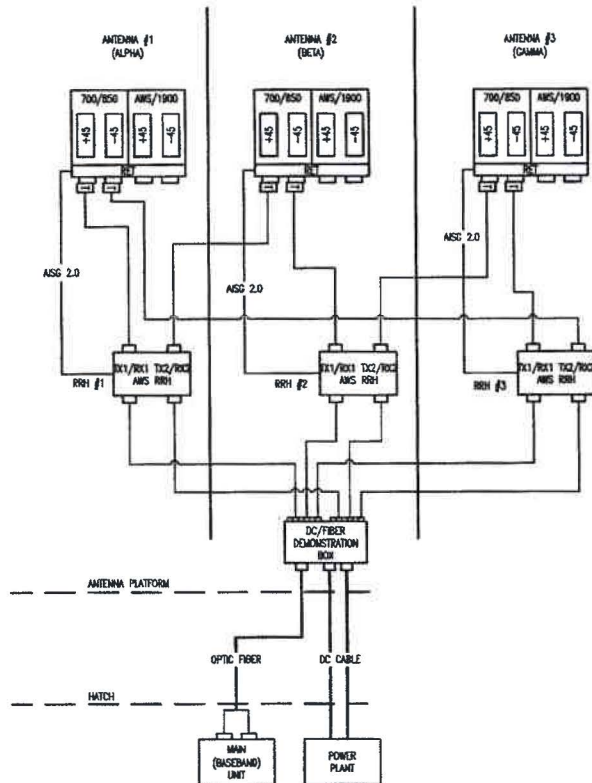 ANTENNA #1
(ALPHA)
ANTENNA #2
(BETA)
ANTENNA #3
(GAMMA)
700/850 AWS/1900
+45 -45 +45 -45
700/850 AWS/1900
+45 -45 +45 -45
700/850 AWS/1900
+45 -45 +45 -45
AISG 2.0
AISG 2.0
AISG 2.0
TX1/RX1 TX2/RX2
AWS RRH
RRH #1
TX1/RX1 TX2/RX2
AWS RRH
RRH #2
TX1/RX1 TX2/RX2
AWS RRH
RRH #3
DC/FIBER
DEMONSTRATION
BOX
ANTENNA PLATFORM
OPTIC FIBER
DC CABLE
HATCH
MAIN
(BASEBAND)
UNIT
POWER
PLANT